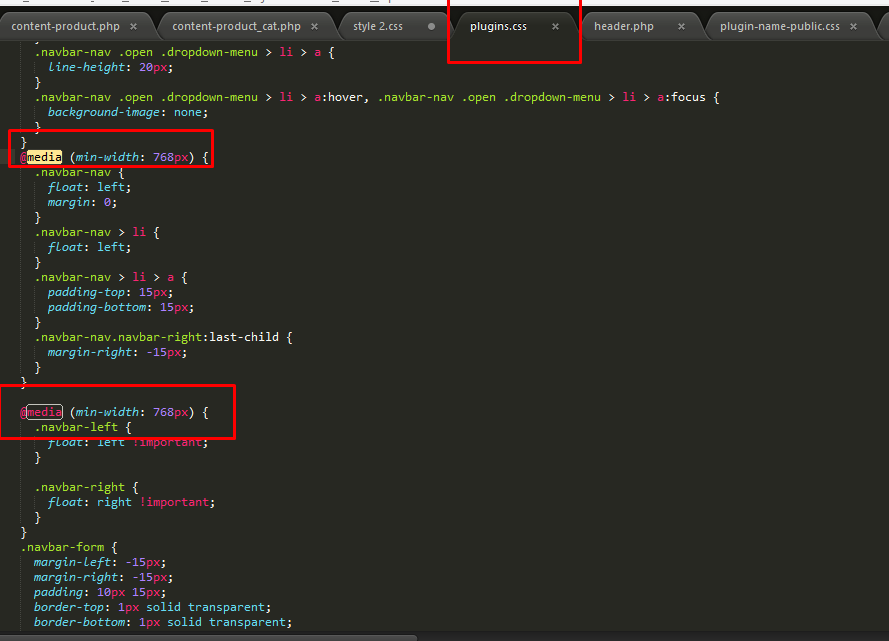 content-product.php × content-product_cat.php × style 2.css ● plugins.css × header.php × plugin-name-public.css ×
}
.navbar-nav .open .dropdown-menu > li > a {
line-height: 20px;
}
.navbar-nav .open .dropdown-menu > li > a:hover, .navbar-nav .open .dropdown-menu > li > a:focus {
background-image: none;
}
}
@media (min-width: 768px) {
.navbar-nav {
float: left;
margin: 0;
}
.navbar-nav > li {
float: left;
}
.navbar-nav > li > a {
padding-top: 15px;
padding-bottom: 15px;
}
.navbar-nav.navbar-right:last-child {
margin-right: -15px;
}
}
@media (min-width: 768px) {
.navbar-left {
float: left !important;
}
.navbar-right {
float: right !important;
}
}
.navbar-form {
margin-left: -15px;
margin-right: -15px;
padding: 10px 15px;
border-top: 1px solid transparent;
border-bottom: 1px solid transparent;